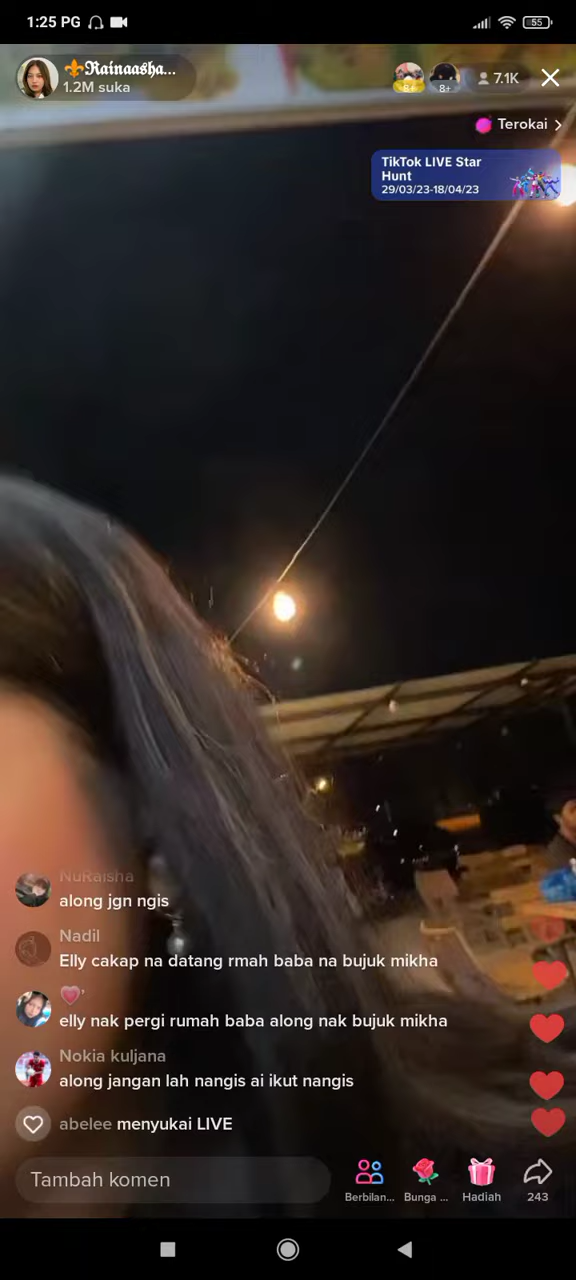 1:25 PG
55
⚜️𝕽𝖆𝖎𝖓𝖆𝖆𝖘𝖍𝖆...
1.2M suka
8+
8+
7.1K
Terokai
TikTok LIVE Star
Hunt
29/03/23-18/04/23
NuRaisha
along jgn ngis
Nadil
Elly cakap na datang rmah baba na bujuk mikha
💗'
elly nak pergi rumah baba along nak bujuk mikha
Nokia kuljana
along jangan lah nangis ai ikut nangis
abelee menyukai LIVE
Tambah komen
Berbilan...
Bunga ...
Hadiah
243